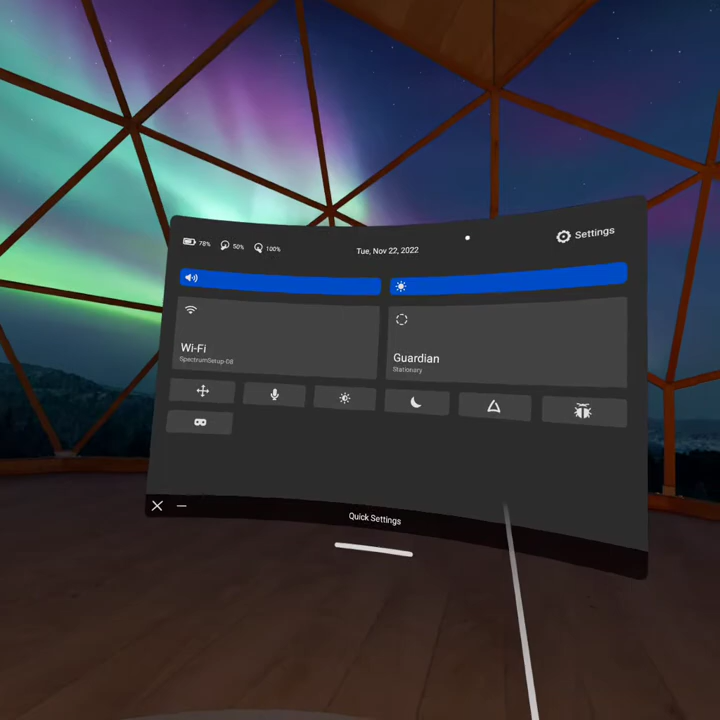 78% 50% 100%
Tue, Nov 22, 2022
Settings
Wi-Fi
SpectrumSetup-D8
Guardian
Stationary
Quick Settings